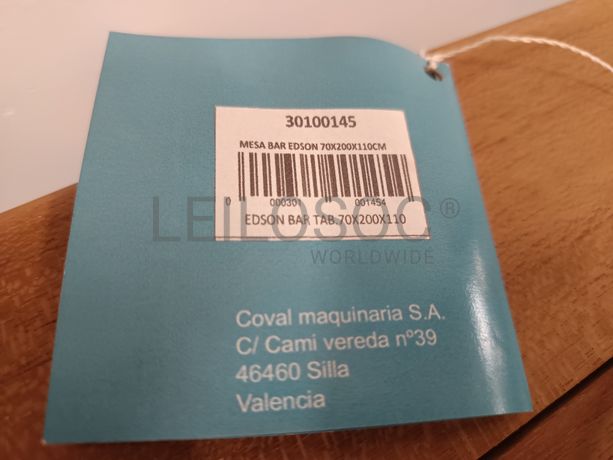 30100145
MESA BAR EDSON 70X200X110CM
0 000301 001454
EDSON BAR TAB.70X200X110
LEILOSOC®
WORLDWIDE
Coval maquinaria S.A.
C/ Cami vereda nº39
46460 Silla
Valencia